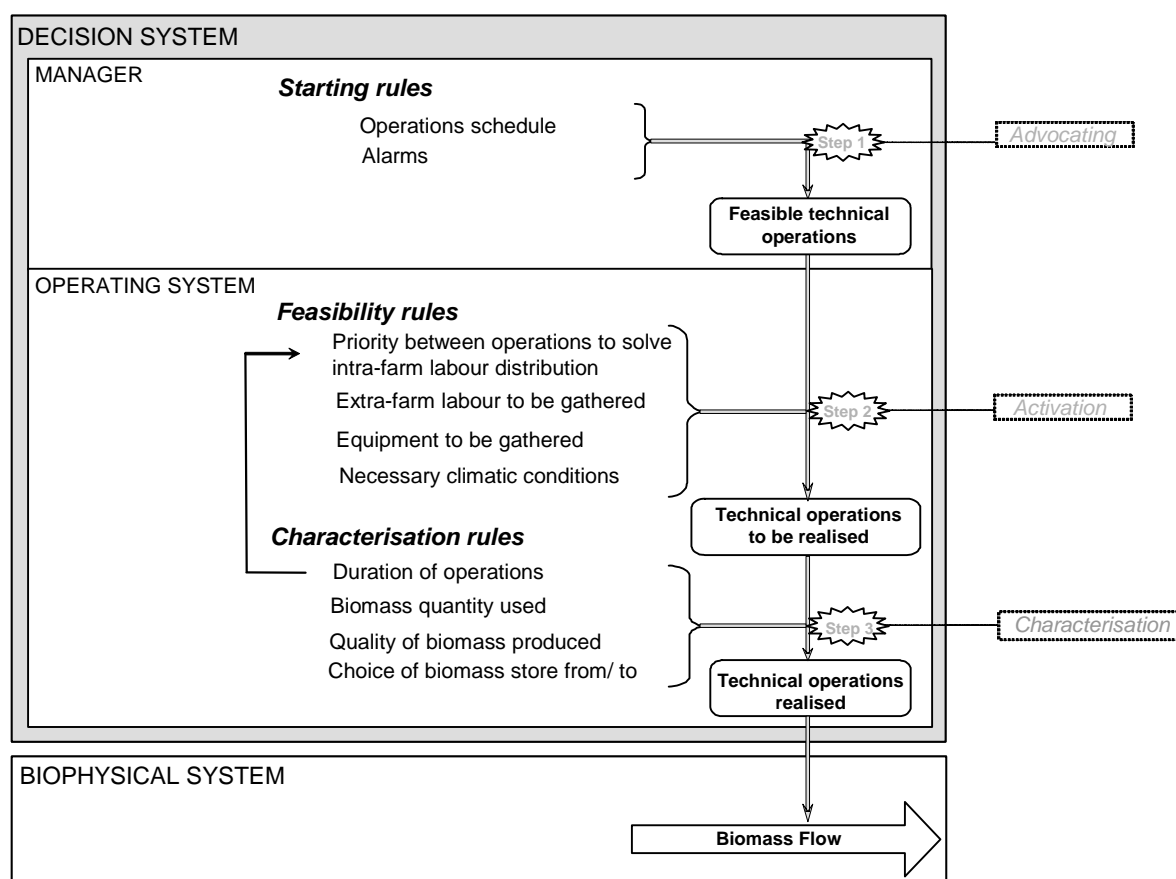 DECISION SYSTEM
MANAGER
Starting rules
Operations schedule
Alarms
Step 1
Advocating
Feasible technical
operations
OPERATING SYSTEM
Feasibility rules
Priority between operations to solve
intra-farm labour distribution
Extra-farm labour to be gathered
Equipment to be gathered
Necessary climatic conditions
Step 2
Activation
Technical operations
to be realised
Characterisation rules
Duration of operations
Biomass quantity used
Quality of biomass produced
Choice of biomass store from/ to
Step 3
Characterisation
Technical operations
realised
BIOPHYSICAL SYSTEM
Biomass Flow